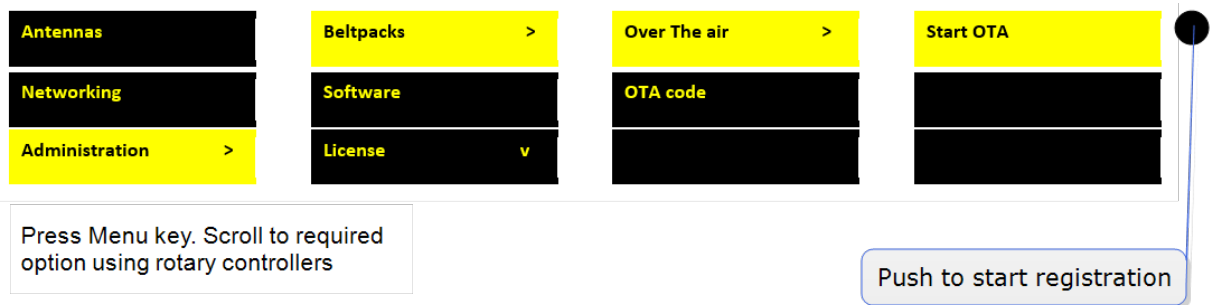 Antennas
Beltpacks >
Over The air >
Start OTA
Networking
Software
OTA code
Administration >
License v
Press Menu key. Scroll to required
option using rotary controllers
Push to start registration